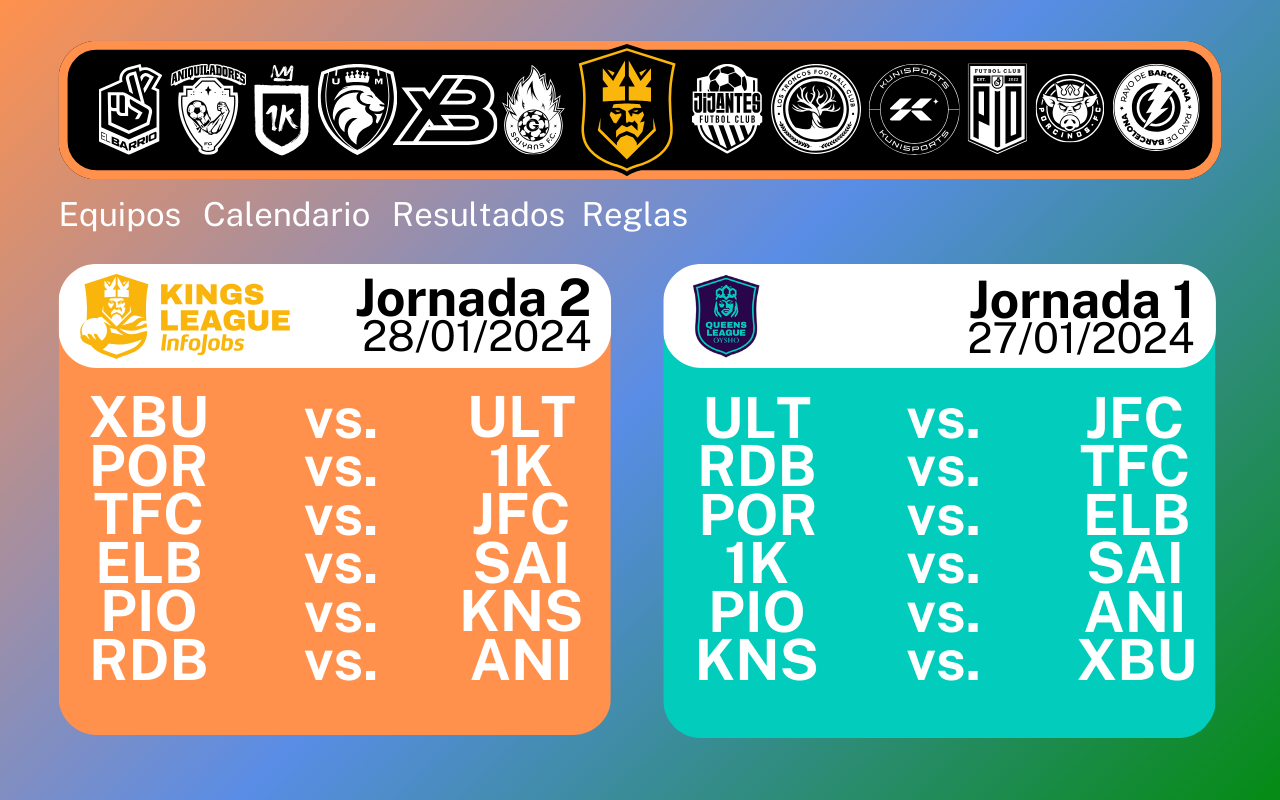 EL BARRIO
ANIQUILADORES
FC
1K
U M
XB
SAIYANS F.C.
JIJANTES
FUTBOL CLUB
LOS TRONCOS FOOTBALL CLUB
KUNISPORTS
KUNISPORTS
FUTBOL CLUB
EST. 2022
PIO
PORCINOS F.C.
RAYO DE BARCELONA
RAYO DE BARCELONA
Equipos Calendario Resultados Reglas
KINGS
LEAGUE
InfoJobs
Jornada 2
28/01/2024
XBU vs. ULT
POR vs. 1K
TFC vs. JFC
ELB vs. SAI
PIO vs. KNS
RDB vs. ANI
QUEENS
LEAGUE
OYSHO
Jornada 1
27/01/2024
ULT vs. JFC
RDB vs. TFC
POR vs. ELB
1K vs. SAI
PIO vs. ANI
KNS vs. XBU